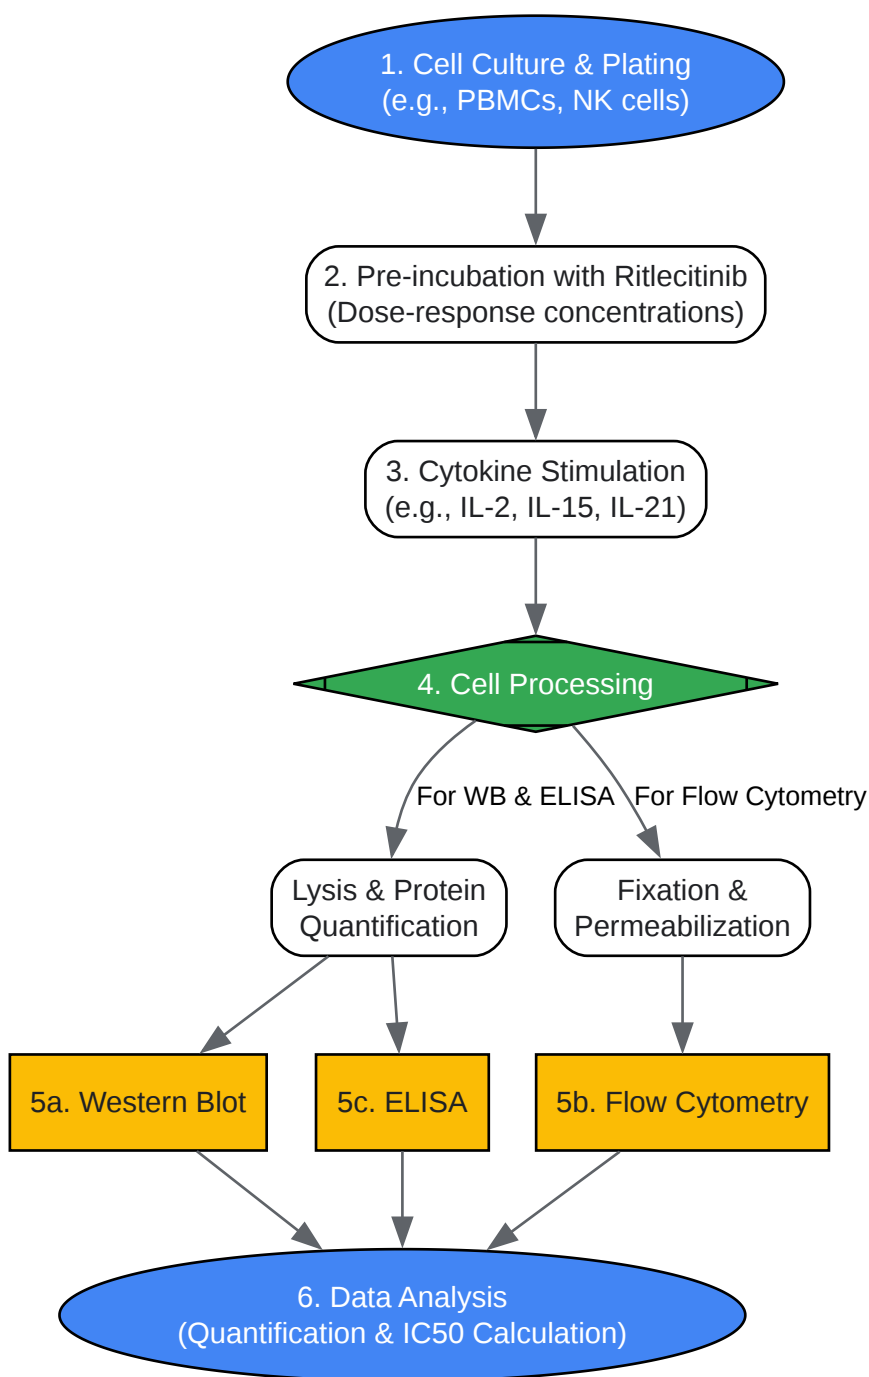 1. Cell Culture & Plating
(e.g., PBMCs, NK cells)
2. Pre-incubation with Ritlecitinib
(Dose-response concentrations)
3. Cytokine Stimulation
(e.g., IL-2, IL-15, IL-21)
4. Cell Processing
For WB & ELISA
For Flow Cytometry
Lysis & Protein
Quantification
Fixation &
Permeabilization
5a. Western Blot
5c. ELISA
5b. Flow Cytometry
6. Data Analysis
(Quantification & IC50 Calculation)